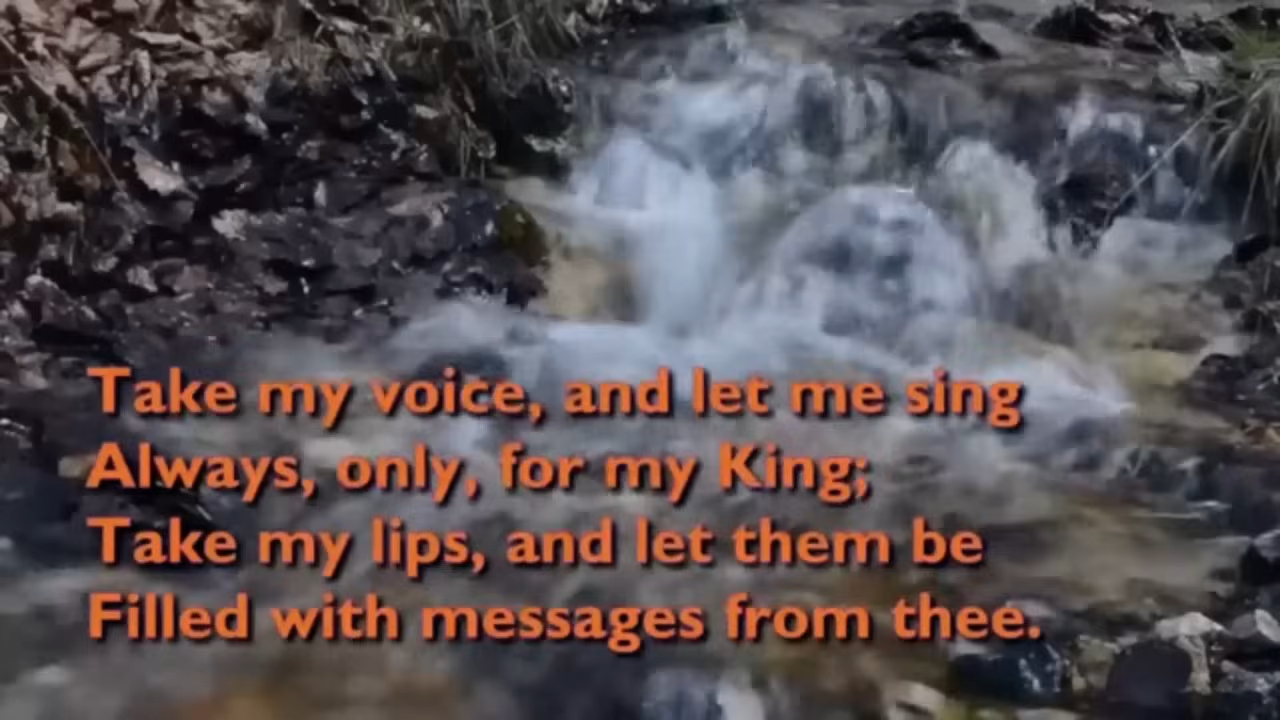 Take my voice, and let me sing
Always, only, for my King;
Take my lips, and let them be
Filled with messages from thee.